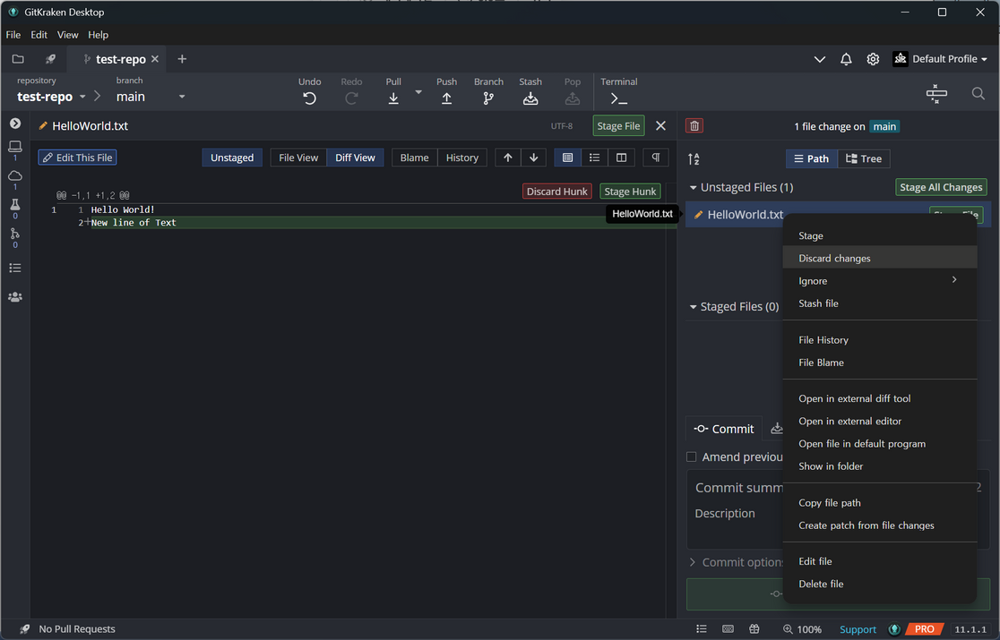 GitKraken Desktop
File Edit View Help
test-repo
Default Profile
repository
test-repo
branch
main
Undo
Redo
Pull
Push
Branch
Stash
Pop
Terminal
HelloWorld.txt
UTF-8
Stage File
1 file change on main
Edit This File
Unstaged
File View
Diff View
Blame
History
Path
Tree
@@ -1,1 +1,2 @@
Discard Hunk
Stage Hunk
1 1 Hello World!
2 +New line of Text
HelloWorld.txt
Unstaged Files (1)
Stage All Changes
HelloWorld.txt
Stage File
Staged Files (0)
Stage
Discard changes
Ignore
Stash file
File History
File Blame
Open in external diff tool
Open in external editor
Open file in default program
Show in folder
Copy file path
Create patch from file changes
Edit file
Delete file
Commit
Amend previou
Commit summ
2
Description
Commit option
1
1
0
0
No Pull Requests
100%
Support
PRO
11.1.1